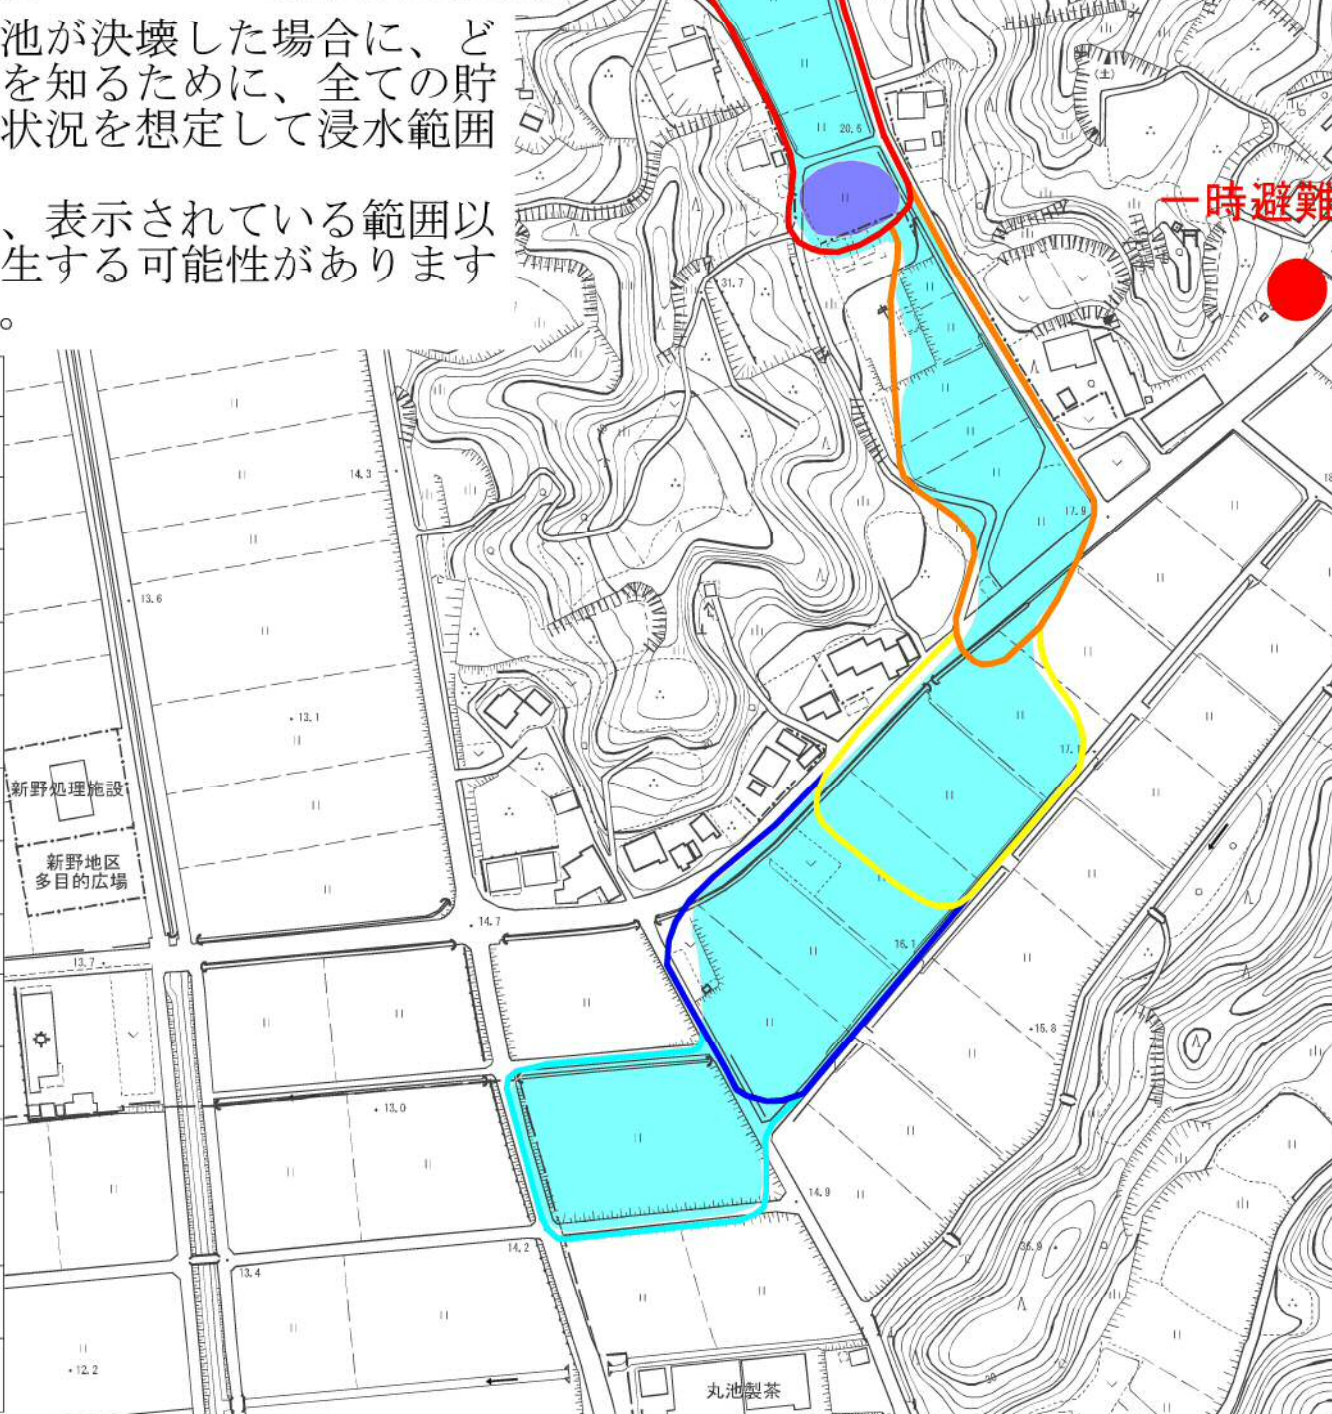 池が決壊した場合に、ど
を知るために、全ての貯
状況を想定して浸水範囲
、表示されている範囲以
生する可能性があります
。
(土)
20.6
一時避難
31.7
14.3
17.9
13.6
13.1
17.1
新野処理施設
新野地区
多目的広場
14.7
13.7
16.1
15.8
13.0
14.9
14.2
13.4
36.9
12.2
丸池製茶